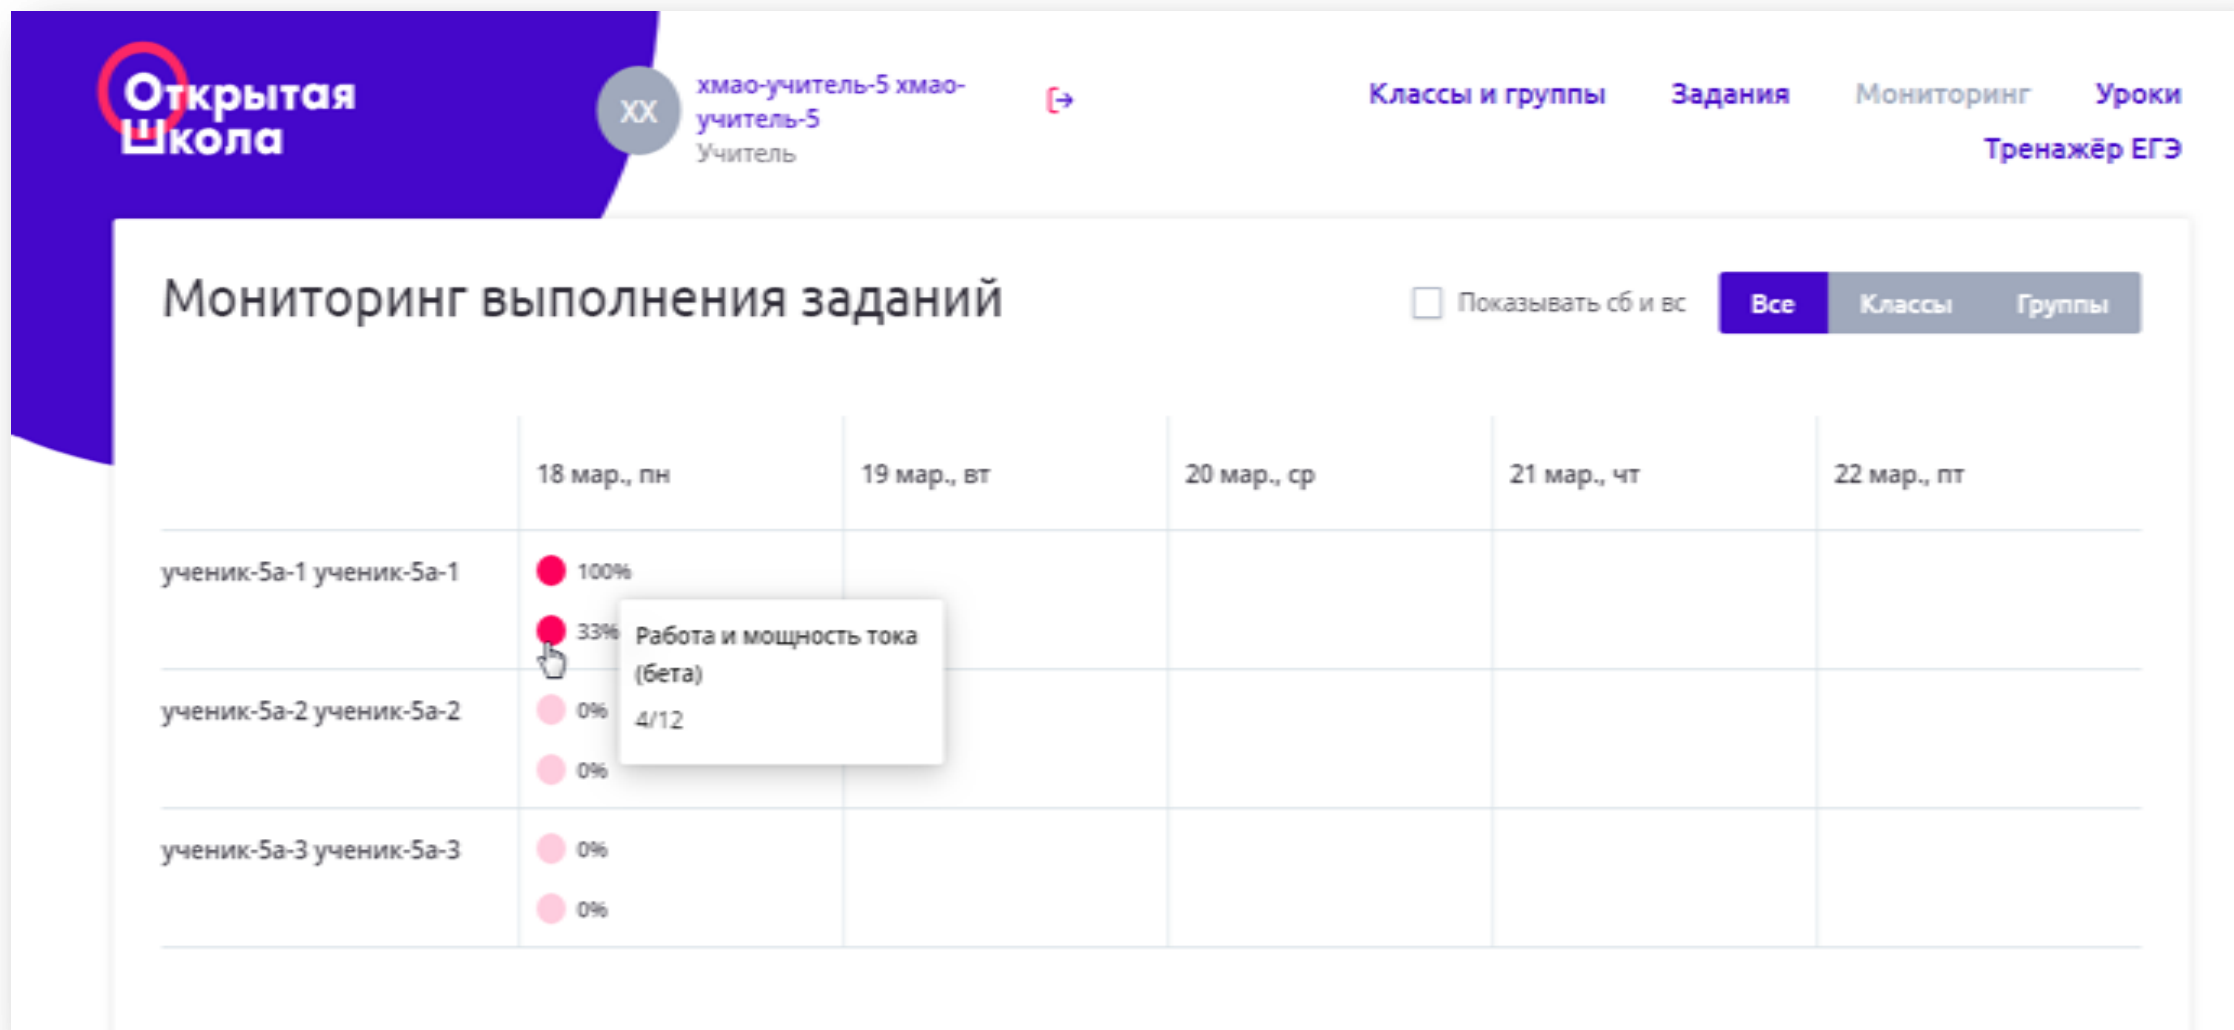 Открытая
Школа
ХХ
хмао-учитель-5 хмао-
учитель-5
Учитель
Классы и группы
Задания
Мониторинг
Уроки
Тренажёр ЕГЭ
Мониторинг выполнения заданий
Показывать сб и вс
Все
Классы
Группы
18 мар., пн
19 мар., вт
20 мар., ср
21 мар., чт
22 мар., пт
ученик-5а-1 ученик-5а-1
100%
33%
Работа и мощность тока
(бета)
4/12
ученик-5а-2 ученик-5а-2
0%
0%
ученик-5а-3 ученик-5а-3
0%
0%